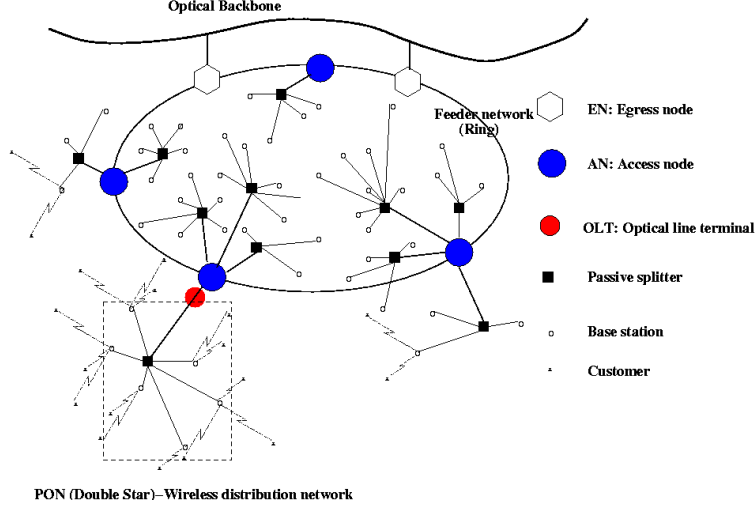 Optical Backbone
Feeder network
(Ring)
EN: Egress node
AN: Access node
OLT: Optical line terminal
Passive splitter
Base station
Customer
PON (Double Star)–Wireless distribution network